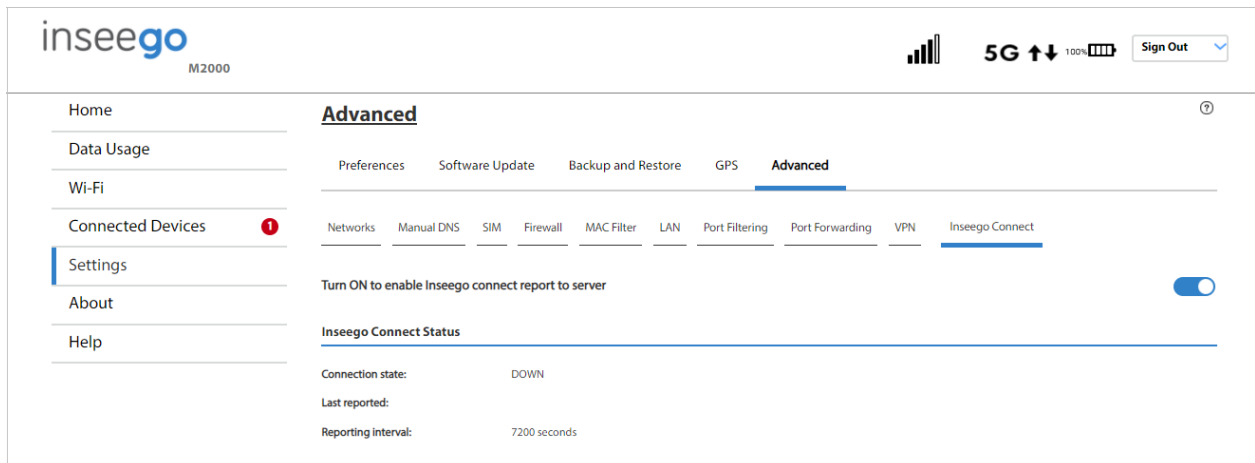 inseego
M2000
5G 100% Sign Out
Home
Data Usage
Wi-Fi
Connected Devices 1
Settings
About
Help
Advanced ?
Preferences Software Update Backup and Restore GPS Advanced
Networks Manual DNS SIM Firewall MAC Filter LAN Port Filtering Port Forwarding VPN Inseego Connect
Turn ON to enable Inseego connect report to server
Inseego Connect Status
Connection state: DOWN
Last reported:
Reporting interval: 7200 seconds